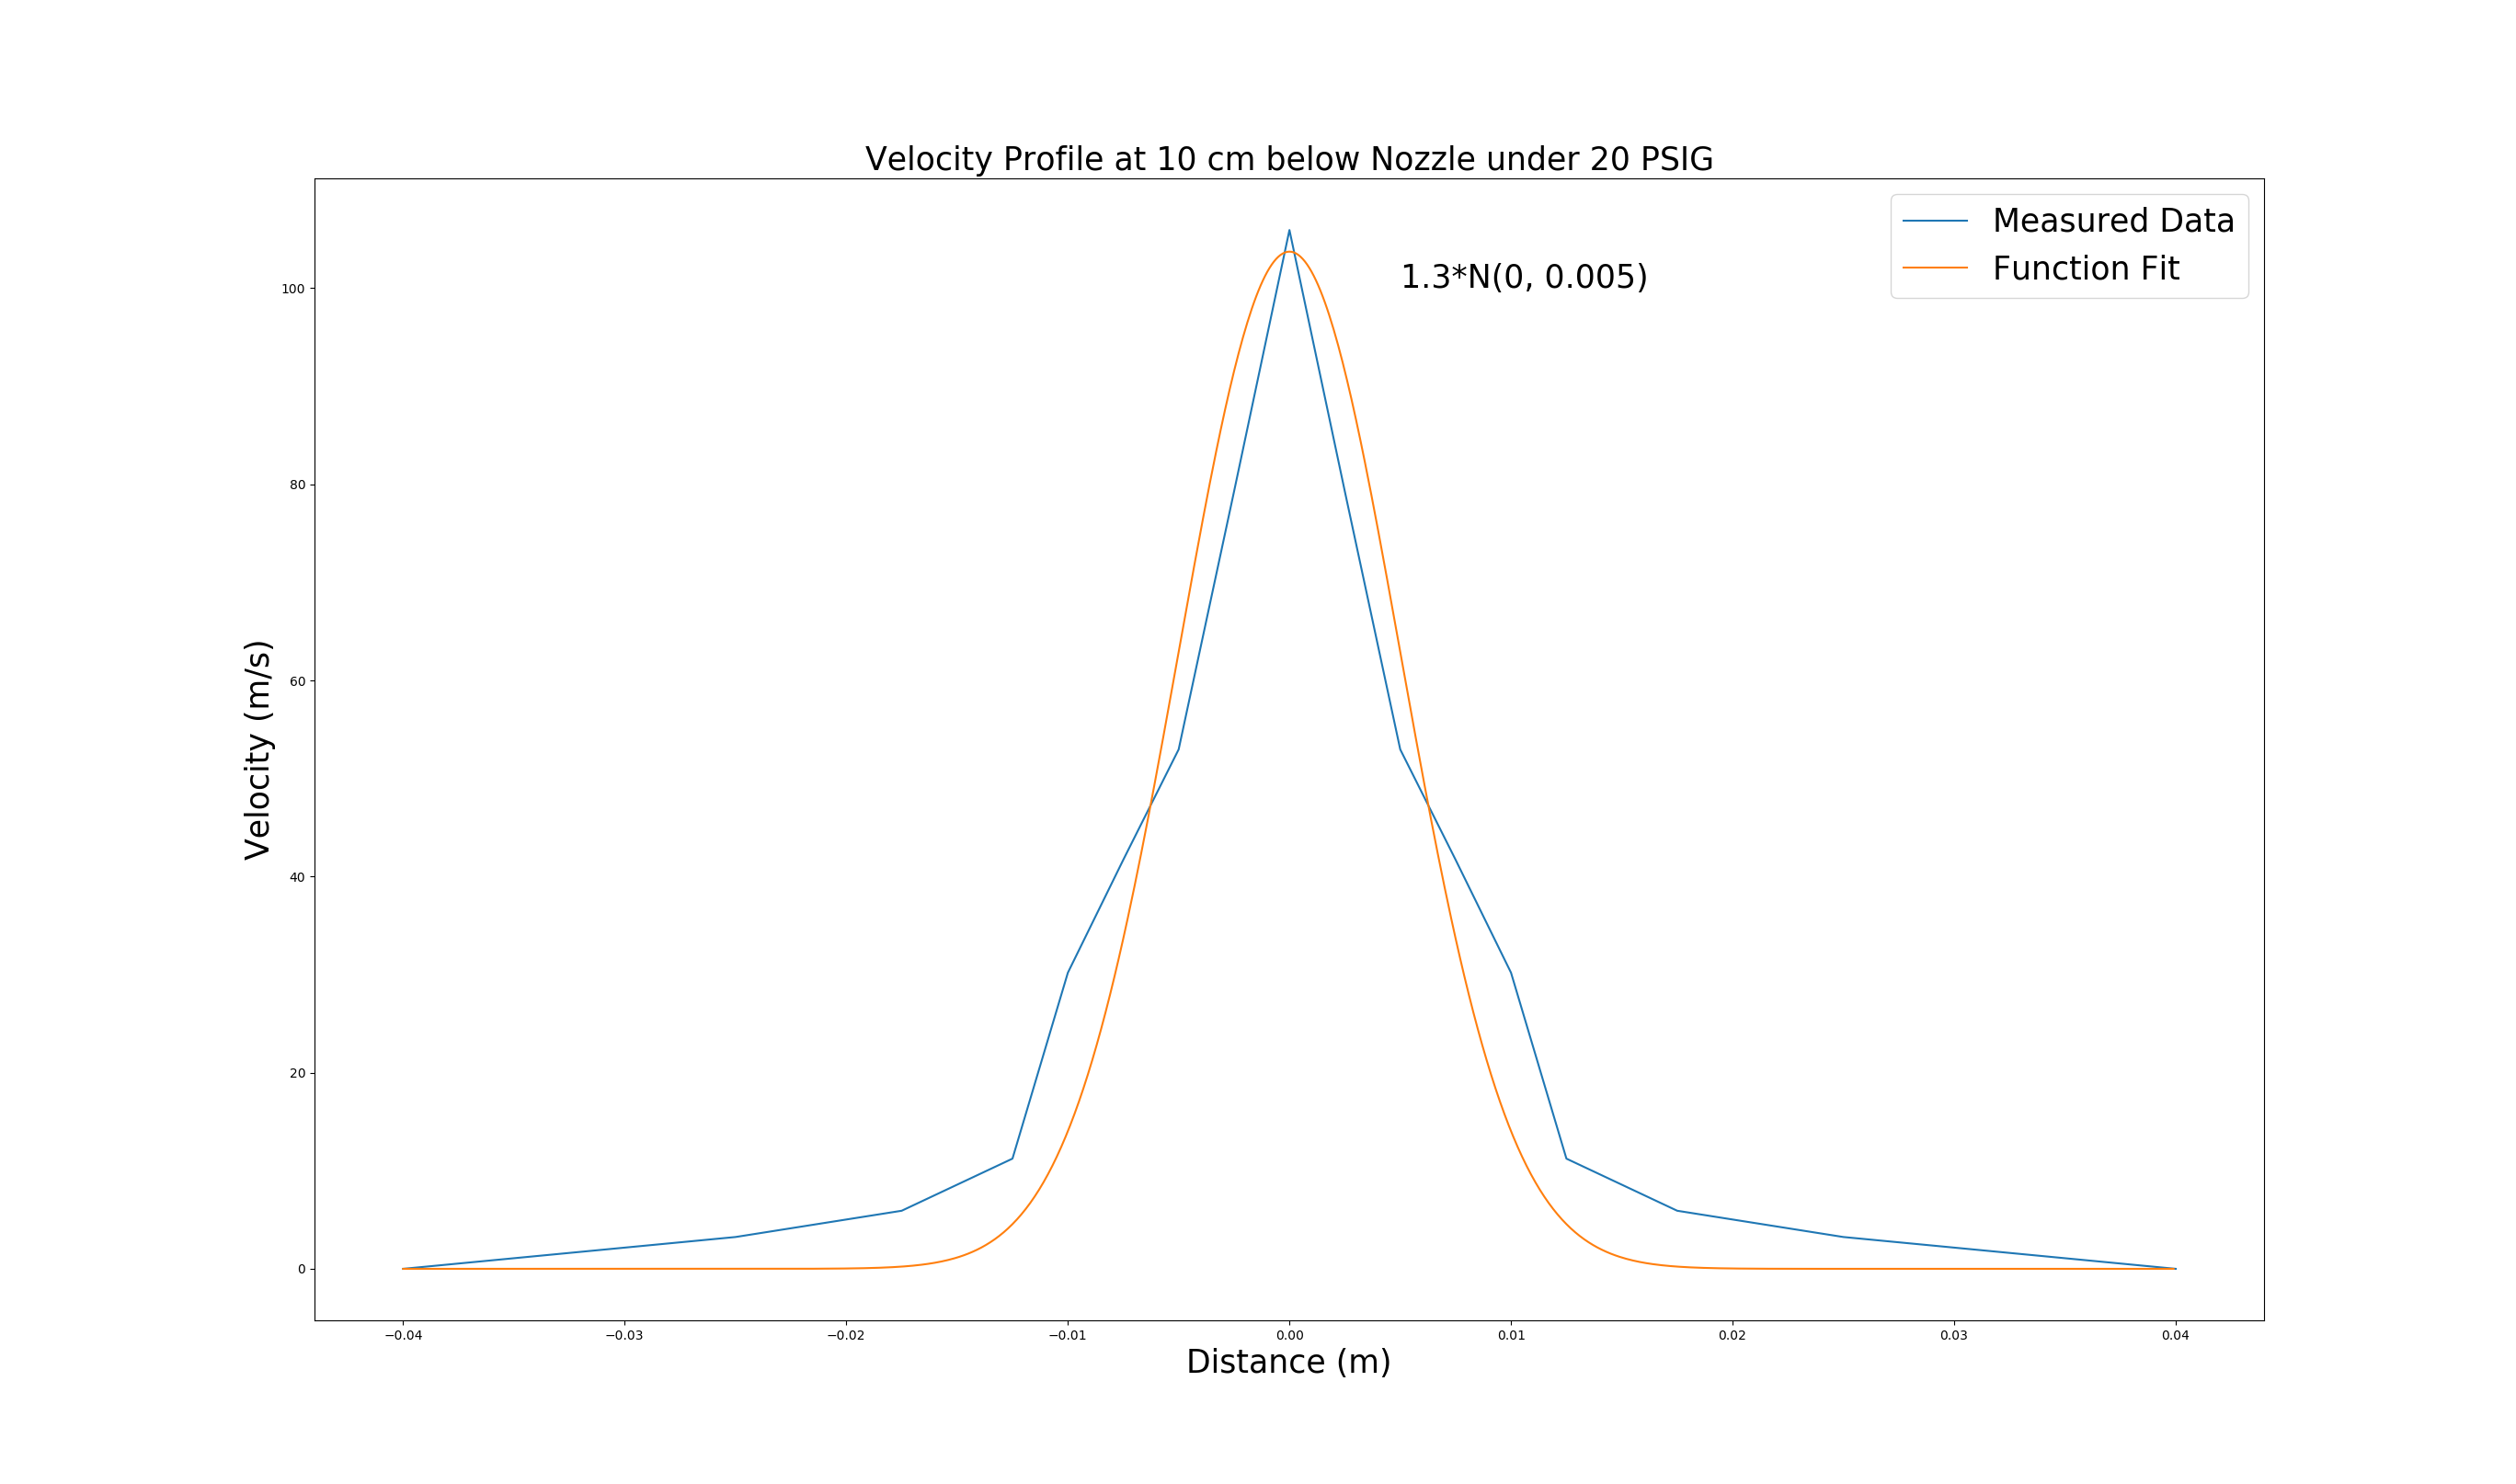 Velocity Profile at 10 cm below Nozzle under 20 PSIG
Measured Data
Function Fit
1.3*N(0, 0.005)
100
80
60
40
20
0
Velocity (m/s)
−0.04 −0.03 −0.02 −0.01 0.00 0.01 0.02 0.03 0.04
Distance (m)